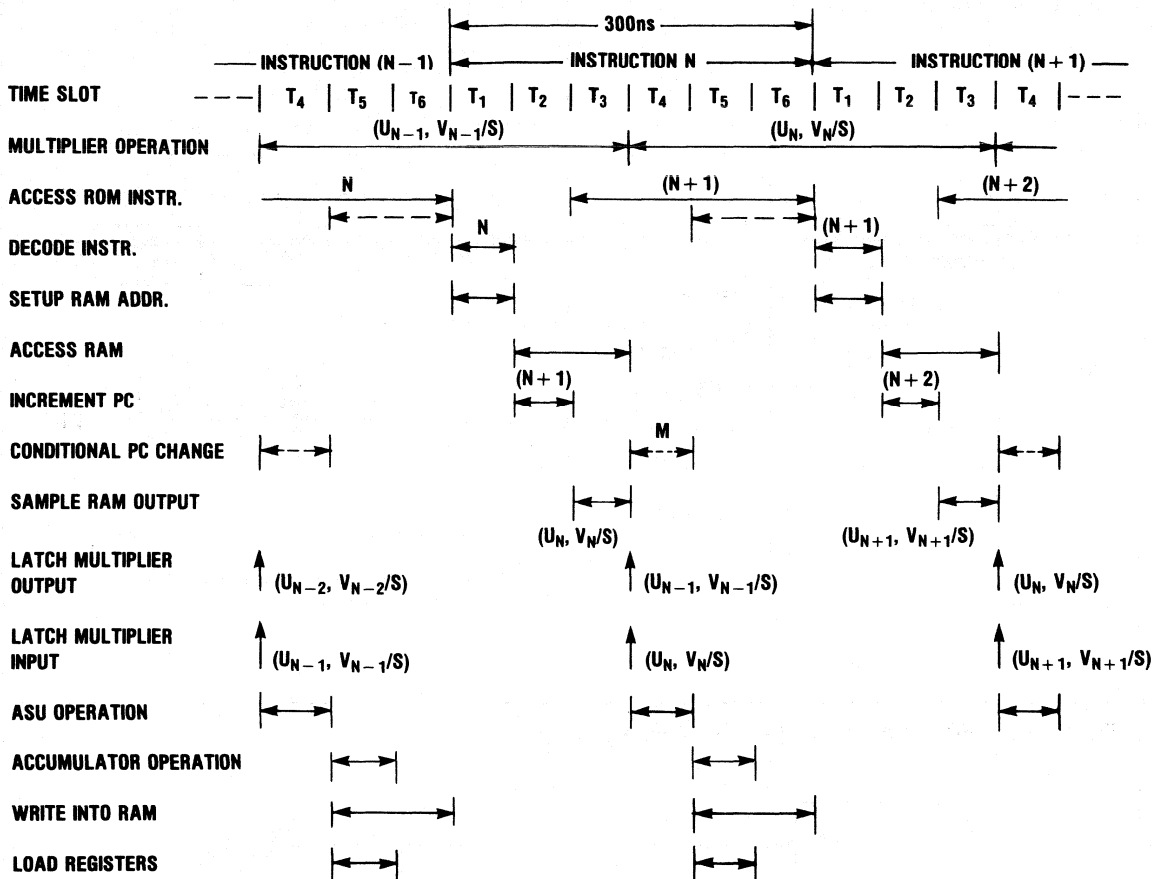 300ns
INSTRUCTION (N−1) INSTRUCTION N INSTRUCTION (N+1)
TIME SLOT T4 T5 T6 T1 T2 T3 T4 T5 T6 T1 T2 T3 T4
(UN−1, VN−1/S) (UN, VN/S)
MULTIPLIER OPERATION
N (N+1) (N+2)
ACCESS ROM INSTR.
N (N+1)
DECODE INSTR.
SETUP RAM ADDR.
ACCESS RAM
(N+1) (N+2)
INCREMENT PC
M
CONDITIONAL PC CHANGE
SAMPLE RAM OUTPUT
(UN, VN/S) (UN+1, VN+1/S)
LATCH MULTIPLIER
OUTPUT (UN−2, VN−2/S) (UN−1, VN−1/S) (UN, VN/S)
LATCH MULTIPLIER
INPUT (UN−1, VN−1/S) (UN, VN/S) (UN+1, VN+1/S)
ASU OPERATION
ACCUMULATOR OPERATION
WRITE INTO RAM
LOAD REGISTERS